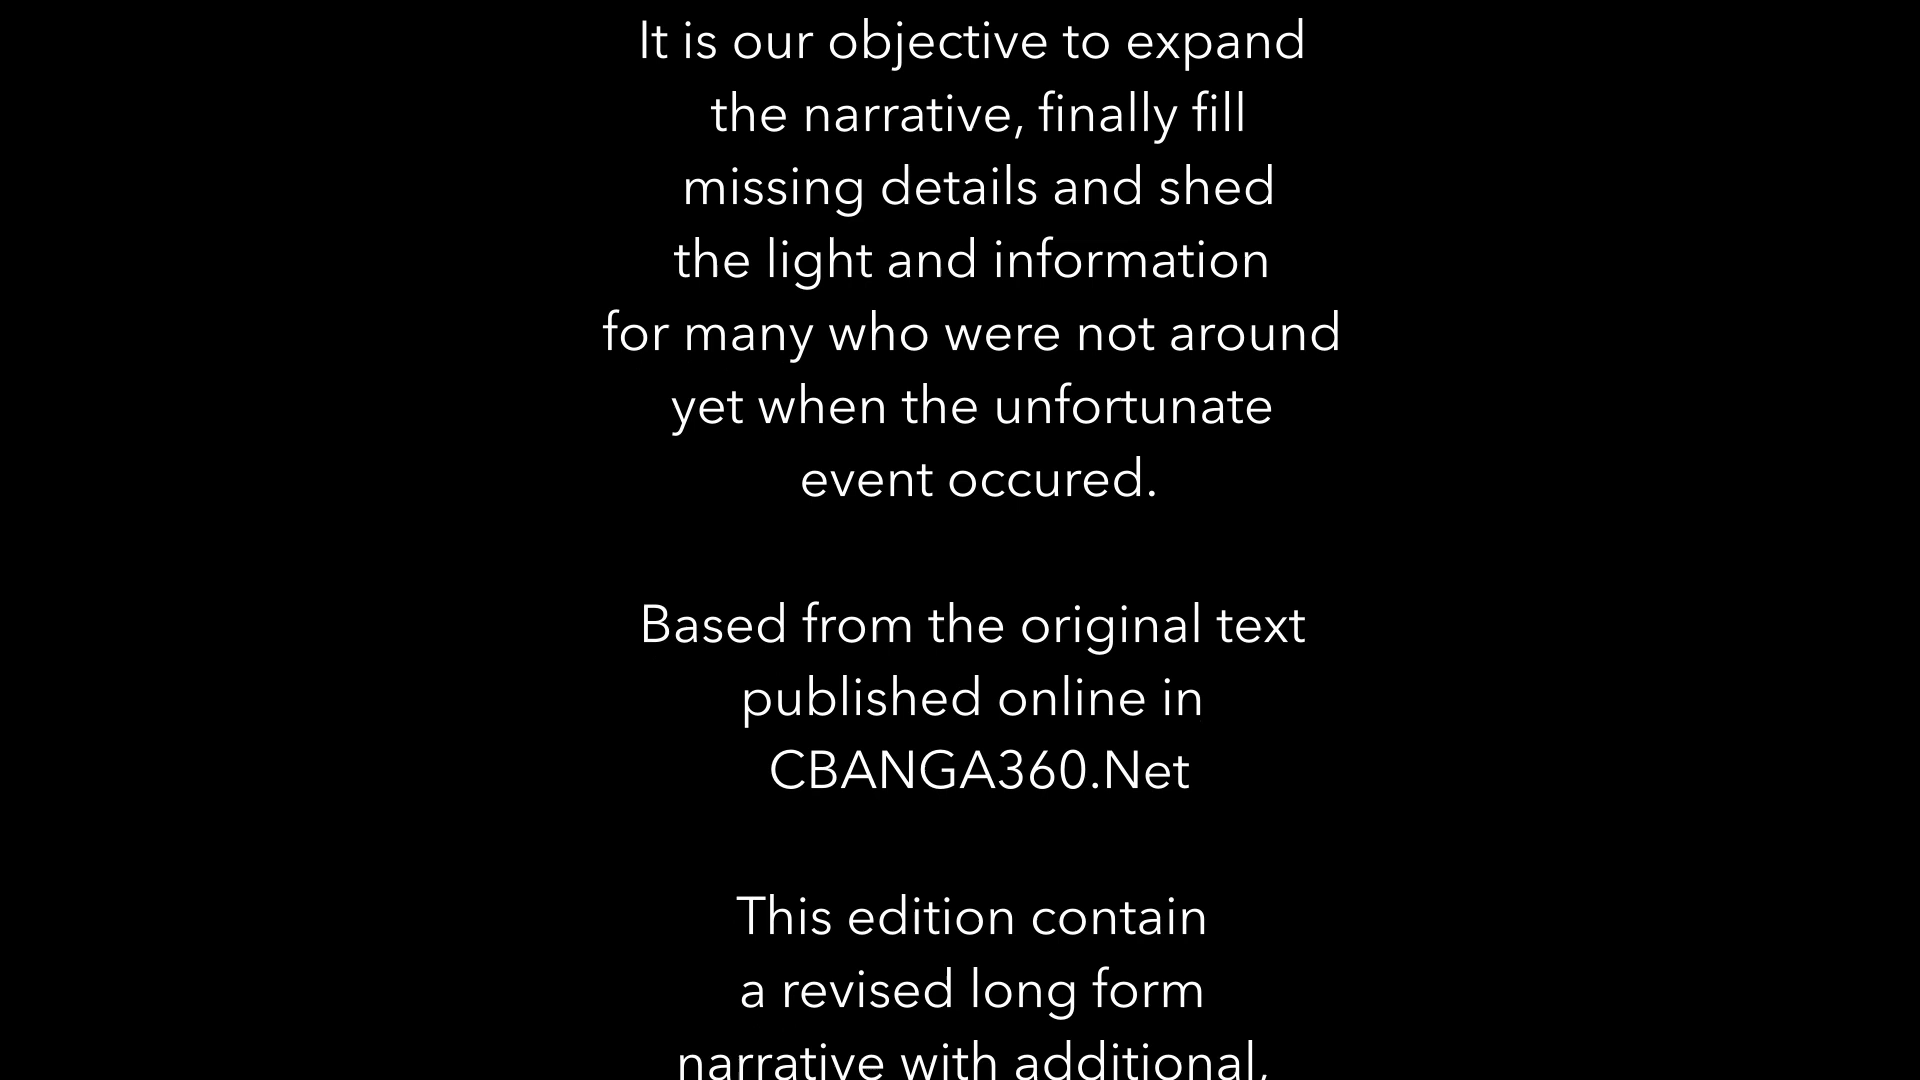 It is our objective to expand
the narrative, finally fill
missing details and shed
the light and information
for many who were not around
yet when the unfortunate
event occured.
Based from the original text
published online in
CBANGA360.Net
This edition contain
a revised long form
narrative with additional,